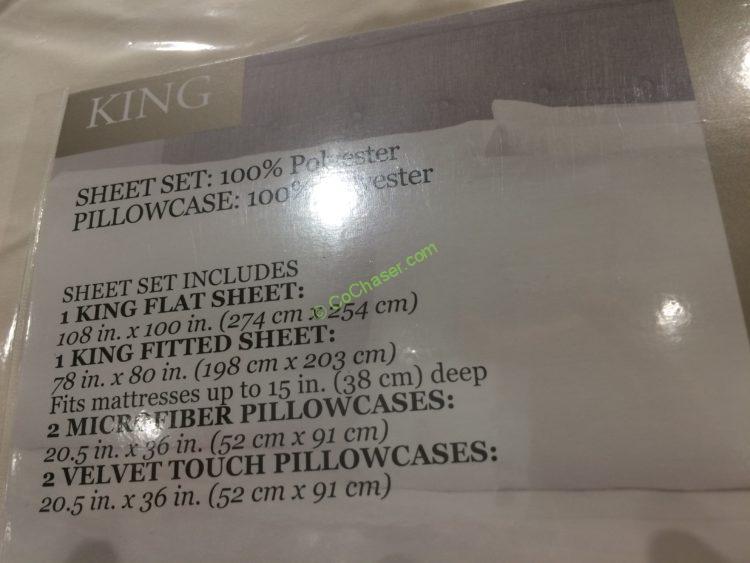 KING
SHEET SET: 100% Polyester
PILLOWCASE: 100% Polyester
SHEET SET INCLUDES
1 KING FLAT SHEET:
108 in. x 100 in. (274 cm x 254 cm)
1 KING FITTED SHEET:
78 in. x 80 in. (198 cm x 203 cm)
Fits mattresses up to 15 in. (38 cm) deep
2 MICROFIBER PILLOWCASES:
20.5 in. x 36 in. (52 cm x 91 cm)
2 VELVET TOUCH PILLOWCASES:
20.5 in. x 36 in. (52 cm x 91 cm)
© CoChaser.com